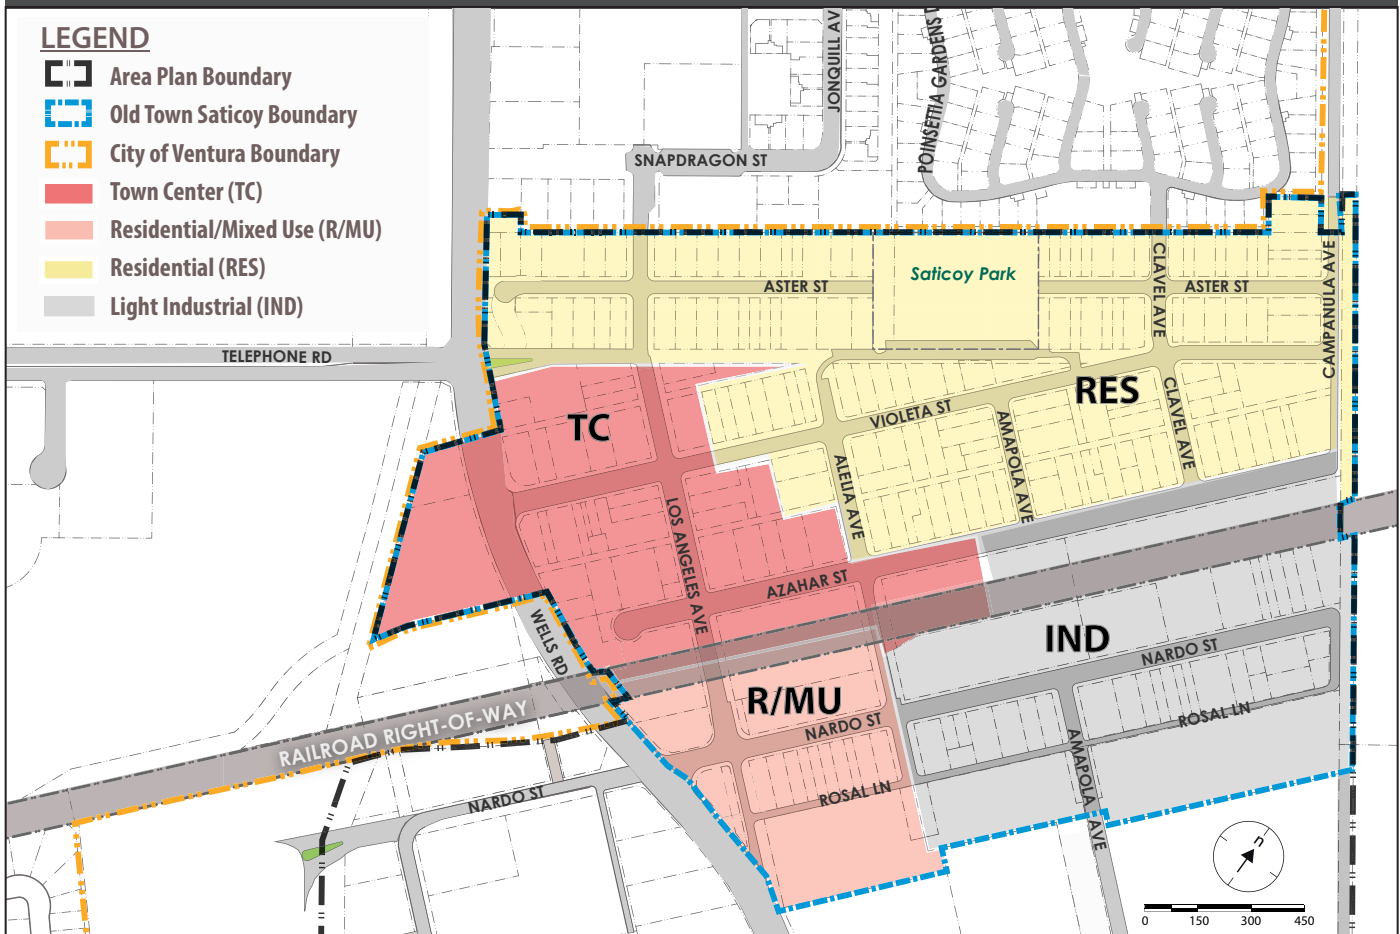 LEGEND
Area Plan Boundary
Old Town Saticoy Boundary
City of Ventura Boundary
Town Center (TC)
Residential/Mixed Use (R/MU)
Residential (RES)
Light Industrial (IND)
JONQUILL AV
POINSETTIA GARDENS
SNAPDRAGON ST
Saticoy Park
ASTER ST
CLAVEL AVE
ASTER ST
CAMPANULA AVE
TELEPHONE RD
TC
RES
VIOLETA ST
CLAVEL AVE
AMAPOLA AVE
ALELIA AVE
LOS ANGELES AVE
AZAHAR ST
WELLS RD
IND
NARDO ST
R/MU
NARDO ST
ROSAL LN
RAILROAD RIGHT-OF-WAY
AMAPOLA AVE
ROSAL LN
NARDO ST
n
0 150 300 450